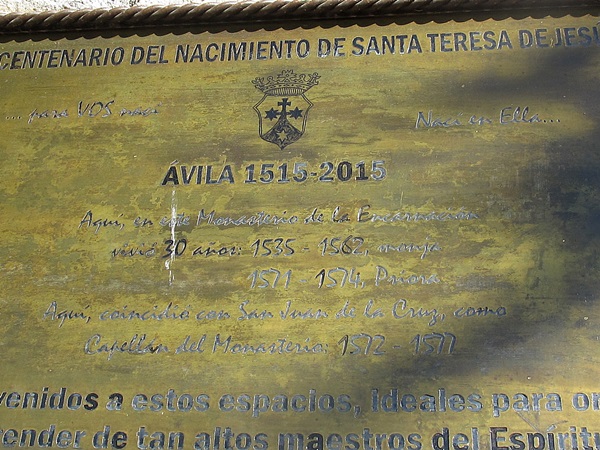 CENTENARIO DEL NACIMIENTO DE SANTA TERESA DE JESÚ
... para VOS nací
Nací en Ella...
ÁVILA 1515-2015
Aquí, en este Monasterio de la Encarnación
vivió 30 años: 1535 - 1562, monja
1571 - 1574, Priora
Aquí, coincidió con San Juan de la Cruz, como
Capellán del Monasterio: 1572 - 1577
venidos a estos espacios, ideales para or
render de tan altos maestros del Espírit